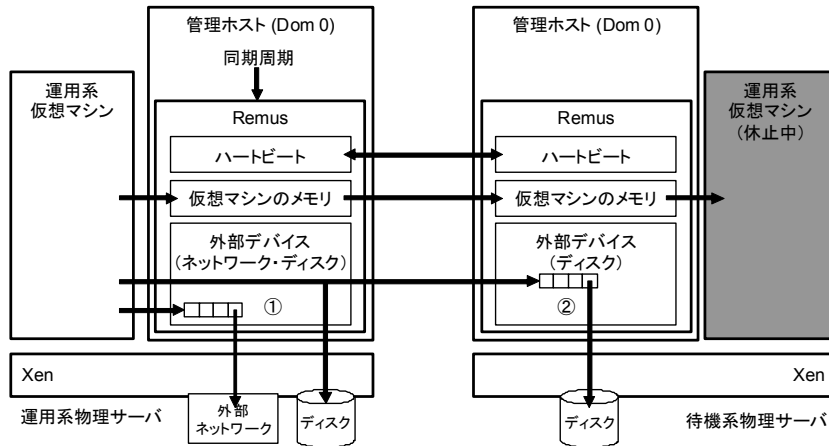 管理ホスト (Dom 0)
同期周期
運用系
仮想マシン
Remus
ハートビート
仮想マシンのメモリ
外部デバイス
(ネットワーク・ディスク)
①
Xen
運用系物理サーバ
外部
ネットワーク
ディスク
管理ホスト (Dom 0)
Remus
ハートビート
仮想マシンのメモリ
外部デバイス
(ディスク)
②
運用系
仮想マシン
(休止中)
Xen
ディスク
待機系物理サーバ